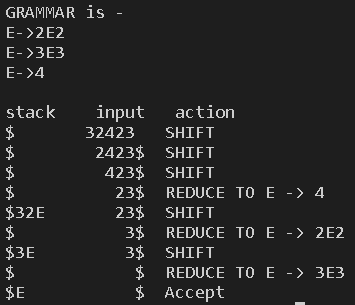 GRAMMAR is -
E->2E2
E->3E3
E->4
stack input action
$ 32423 SHIFT
$ 2423$ SHIFT
$ 423$ SHIFT
$ 23$ REDUCE TO E -> 4
$32E 23$ SHIFT
$ 3$ REDUCE TO E -> 2E2
$3E 3$ SHIFT
$ $ REDUCE TO E -> 3E3
$E $ Accept